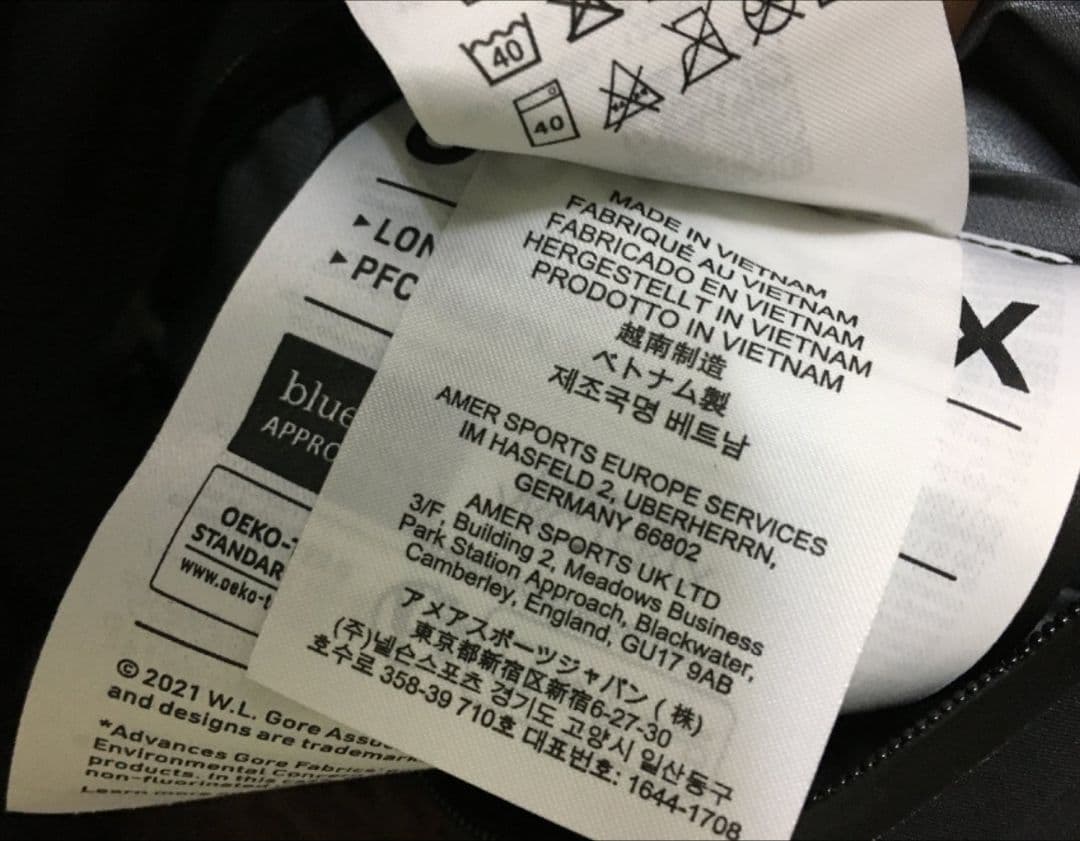 40
40
MADE IN VIETNAM
FABRIQUÉ AU VIETNAM
FABRICADO EN VIETNAM
HERGESTELLT IN VIETNAM
PRODOTTO IN VIETNAM
越南制造
ベトナム製
제조국명 베트남
AMER SPORTS EUROPE SERVICES
IM HASFELD 2, UBERHERRN,
GERMANY 66802
AMER SPORTS UK LTD
3/F, Building 2, Meadows Business
Park Station Approach, Blackwater,
Camberley, England, GU17 9AB
アメアスポーツジャパン(株)
東京都新宿区新宿6-27-30
(주)넬슨스포츠 경기도 고양시 일산동구
호수로 358-39 710호 대표번호: 1644-1708
X
LON
PFC
blue
APPRO
OEKO-
STANDAR
www.oeko-t
© 2021 W.L. Gore Asso
and designs are trademar
*Advances Gore Fabrics
Environmental
products. In this
non-fluorinated
Learn more